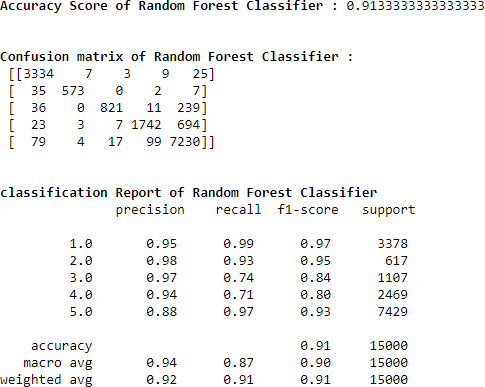 Accuracy Score of Random Forest Classifier : 0.9133333333333333
Confusion matrix of Random Forest Classifier :
[[3334 7 3 9 25]
[ 35 573 0 2 7]
[ 36 0 821 11 239]
[ 23 3 7 1742 694]
[ 79 4 17 99 7230]]
classification Report of Random Forest Classifier
precision recall f1-score support
1.0 0.95 0.99 0.97 3378
2.0 0.98 0.93 0.95 617
3.0 0.97 0.74 0.84 1107
4.0 0.94 0.71 0.80 2469
5.0 0.88 0.97 0.93 7429
accuracy 0.91 15000
macro avg 0.94 0.87 0.90 15000
weighted avg 0.92 0.91 0.91 15000